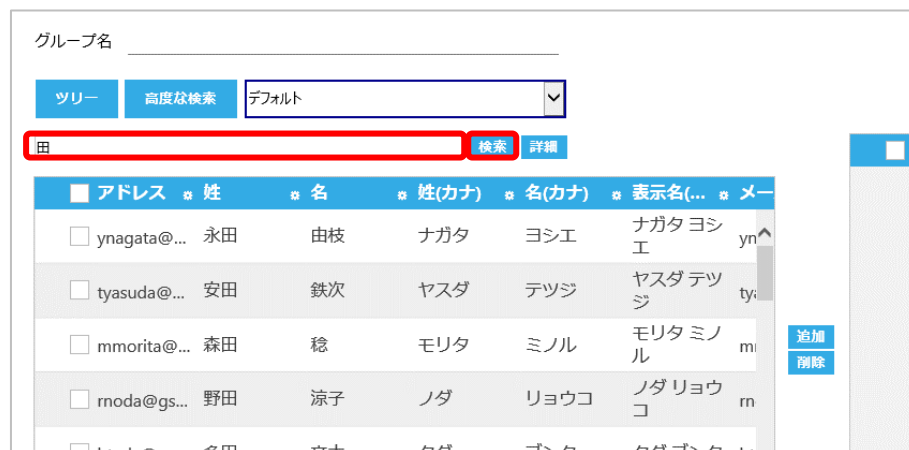 グループ名
ツリー 高度な検索 デフォルト
田 検索 詳細
アドレス 姓 名 姓(カナ) 名(カナ) 表示名(... メー
ynagata@... 永田 由枝 ナガタ ヨシエ ナガタ ヨシ
エ yn
tyasuda@... 安田 鉄次 ヤスダ テツジ ヤスダ テツ
ジ tya
mmorita@... 森田 稔 モリタ ミノル モリタ ミノ
ル m
追加
削除
rnoda@gs... 野田 涼子 ノダ リョウコ ノダ リョウ
コ rn